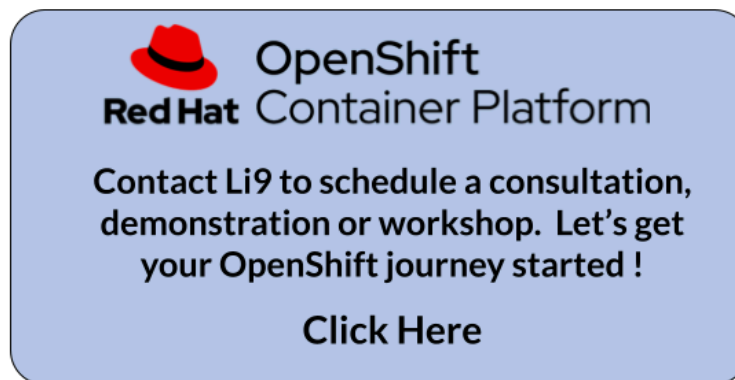 OpenShift
Red Hat Container Platform
Contact Li9 to schedule a consultation,
demonstration or workshop. Let's get
your OpenShift journey started !
Click Here